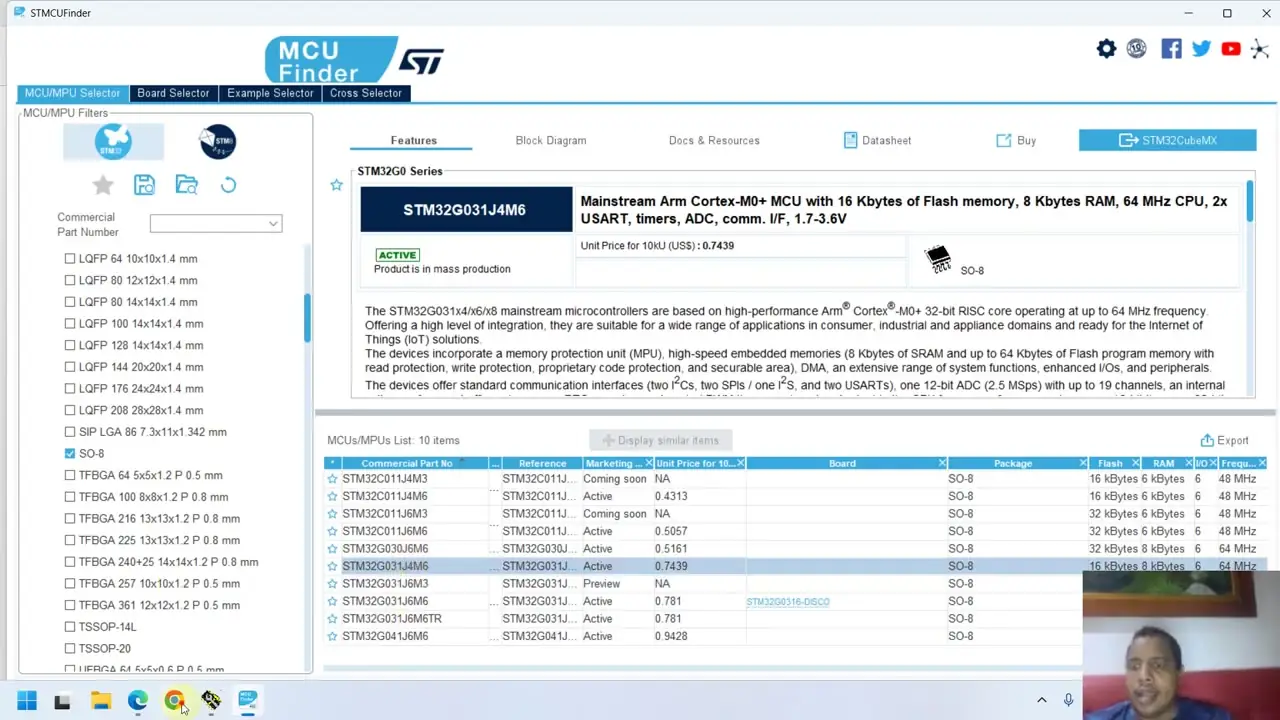 STMCUFinder
MCU
Finder
MCU/MPU Selector
Board Selector
Example Selector
Cross Selector
MCU/MPU Filters
STM32
Commercial
Part Number
LQFP 64 10x10x1.4 mm
LQFP 80 12x12x1.4 mm
LQFP 80 14x14x1.4 mm
LQFP 100 14x14x1.4 mm
LQFP 128 14x14x1.4 mm
LQFP 144 20x20x1.4 mm
LQFP 176 24x24x1.4 mm
LQFP 208 28x28x1.4 mm
SIP LGA 86 7.3x11x1.342 mm
SO-8
TFBGA 64 5x5x1.2 P 0.5 mm
TFBGA 100 8x8x1.2 P 0.8 mm
TFBGA 216 13x13x1.2 P 0.8 mm
TFBGA 225 13x13x1.2 P 0.8 mm
TFBGA 240+25 14x14x1.2 P 0.8 mm
TFBGA 257 10x10x1.2 P 0.5 mm
TFBGA 361 12x12x1.2 P 0.5 mm
TSSOP-14L
TSSOP-20
UFBGA 64 5x5x0.6 P 0.5 mm
Features
Block Diagram
Docs & Resources
Datasheet
Buy
STM32CubeMX
STM32G0 Series
STM32G031J4M6
Mainstream Arm Cortex-M0+ MCU with 16 Kbytes of Flash memory, 8 Kbytes RAM, 64 MHz CPU, 2x
USART, timers, ADC, comm. I/F, 1.7-3.6V
ACTIVE
Product is in mass production
Unit Price for 10kU (US$) : 0.7439
SO-8
The STM32G031x4/x6/x8 mainstream microcontrollers are based on high-performance Arm® Cortex®-M0+ 32-bit RISC core operating at up to 64 MHz frequency.
Offering a high level of integration, they are suitable for a wide range of applications in consumer, industrial and appliance domains and ready for the Internet of
Things (IoT) solutions.
The devices incorporate a memory protection unit (MPU), high-speed embedded memories (8 Kbytes of SRAM and up to 64 Kbytes of Flash program memory with
read protection, write protection, proprietary code protection, and securable area), DMA, an extensive range of system functions, enhanced I/Os, and peripherals.
The devices offer standard communication interfaces (two I2Cs, two SPIs / one I2S, and two USARTs), one 12-bit ADC (2.5 MSps) with up to 19 channels, an internal
MCUs/MPUs List: 10 items
Display similar items
Export
* Commercial Part No ... Reference Marketing ... Unit Price for 10... Board Package Flash RAM I/O Frequ...
STM32C011J4M3 STM32C011J... Coming soon NA SO-8 16 kBytes 6 kBytes 6 48 MHz
STM32C011J4M6 ... STM32C011J... Active 0.4313 SO-8 16 kBytes 6 kBytes 6 48 MHz
STM32C011J6M3 STM32C011J... Coming soon NA SO-8 32 kBytes 6 kBytes 6 48 MHz
STM32C011J6M6 ... STM32C011J... Active 0.5057 SO-8 32 kBytes 6 kBytes 6 48 MHz
STM32G030J6M6 ... STM32G030J... Active 0.5161 SO-8 32 kBytes 8 kBytes 6 64 MHz
STM32G031J4M6 ... STM32G031J... Active 0.7439 SO-8 16 kBytes 8 kBytes 6 64 MHz
STM32G031J6M3 ... STM32G031J... Preview NA SO-8
STM32G031J6M6 ... STM32G031J... Active 0.781 STM32G0316-DISCO SO-8
STM32G031J6M6TR ... STM32G031J... Active 0.781 SO-8
STM32G041J6M6 ... STM32G041J... Active 0.9428 SO-8